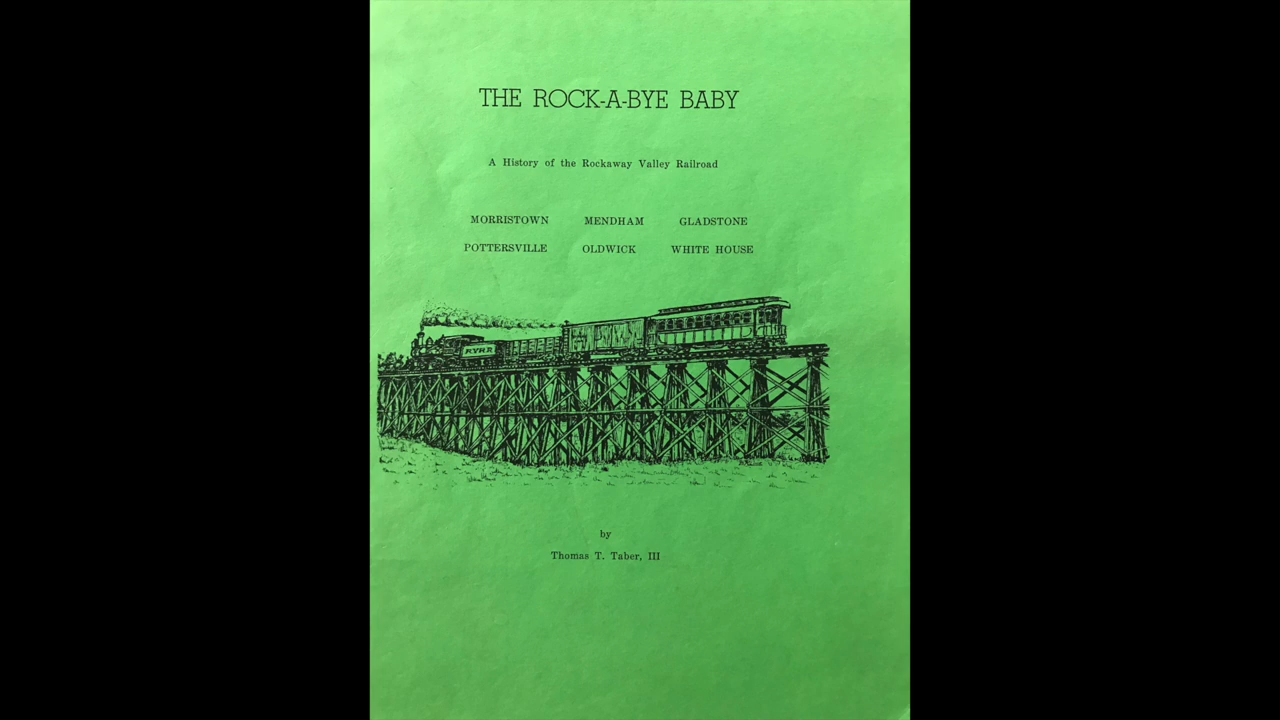 THE ROCK-A-BYE BABY
A History of the Rockaway Valley Railroad
MORRISTOWN MENDHAM GLADSTONE
POTTERSVILLE OLDWICK WHITE HOUSE
RVRR
by
Thomas T. Taber, III